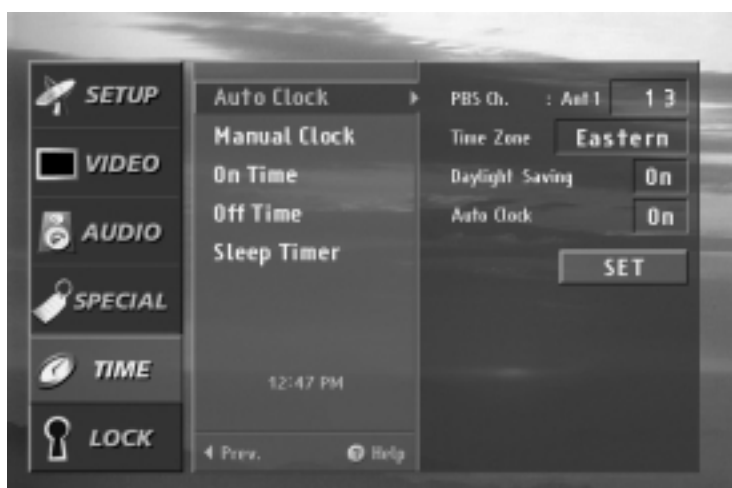 SETUP
VIDEO
AUDIO
SPECIAL
TIME
LOCK
Auto Clock
Manual Clock
On Time
Off Time
Sleep Timer
12:47 PM
Prev. Help
PBS Ch. : Ant 1 13
Time Zone Eastern
Daylight Saving On
Auto Clock On
SET